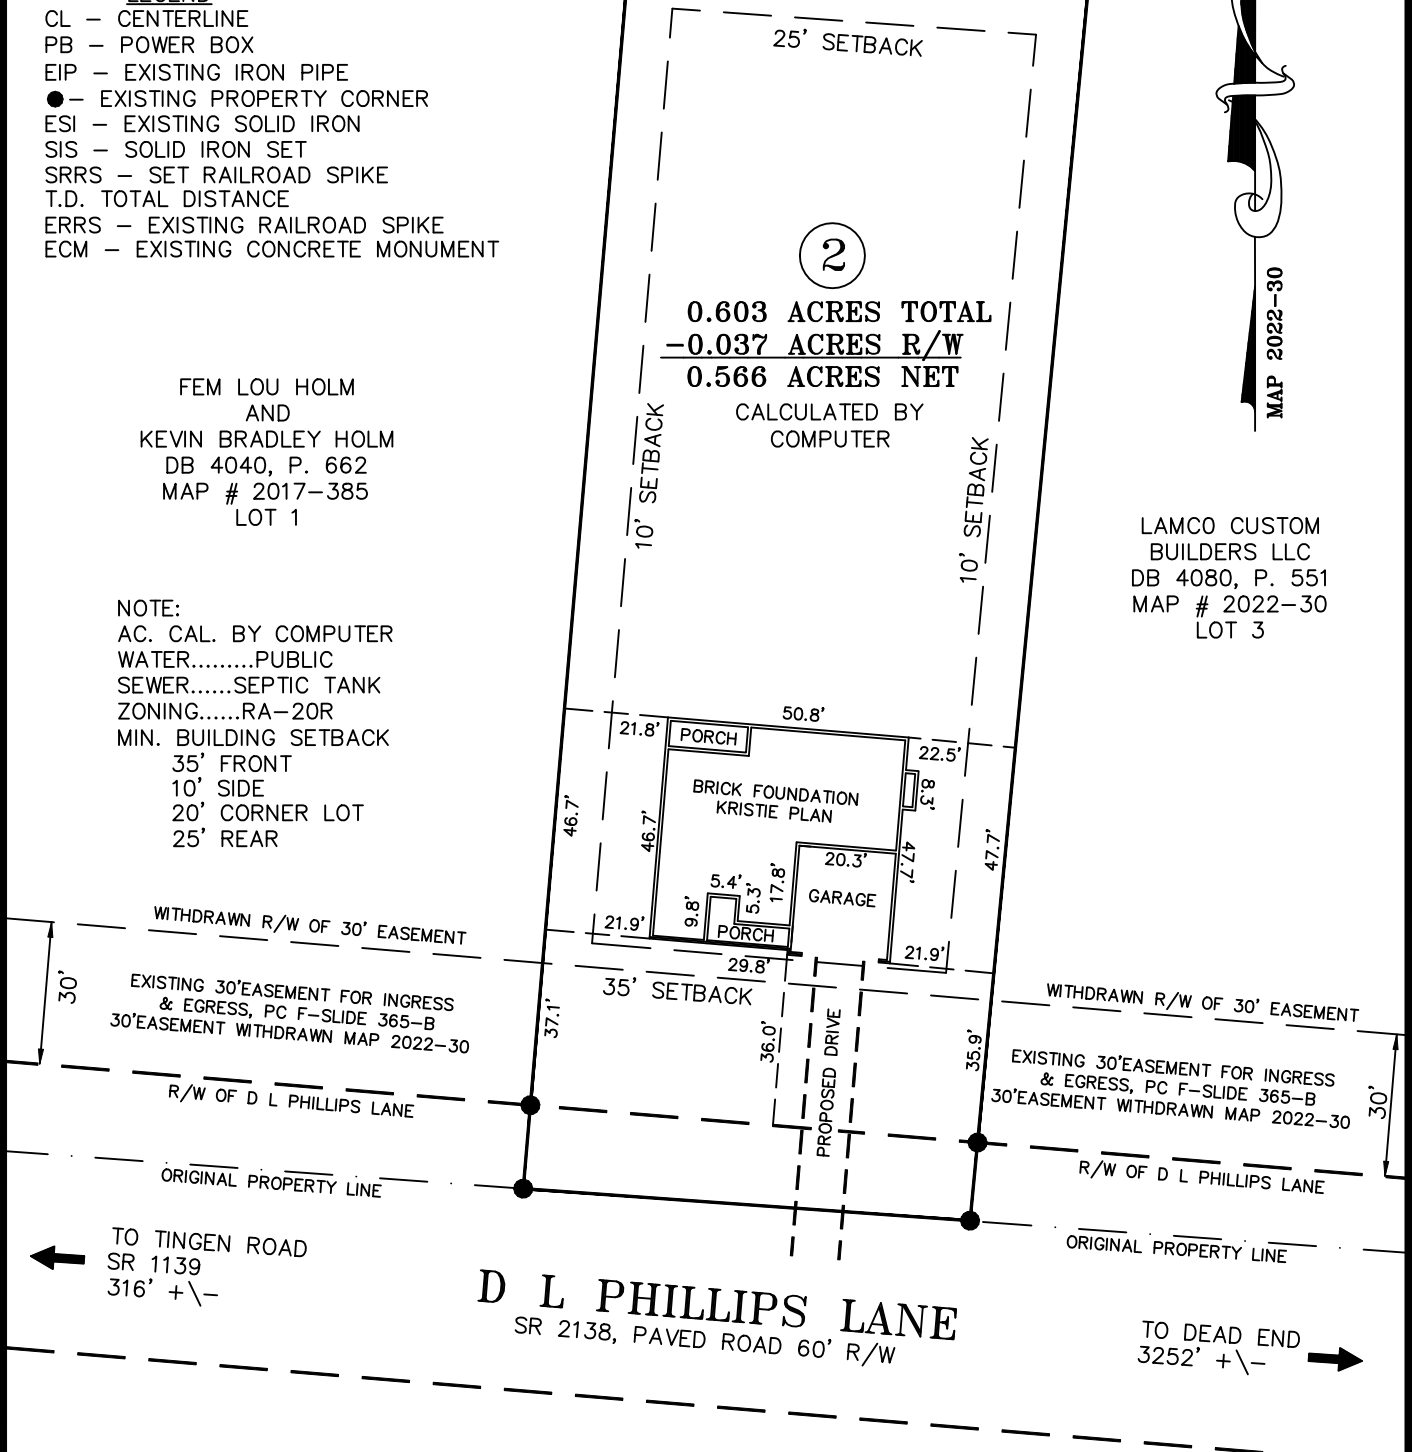 LEGEND
CL – CENTERLINE
PB – POWER BOX
EIP – EXISTING IRON PIPE
●– EXISTING PROPERTY CORNER
ESI – EXISTING SOLID IRON
SIS – SOLID IRON SET
SRRS – SET RAILROAD SPIKE
T.D. TOTAL DISTANCE
ERRS – EXISTING RAILROAD SPIKE
ECM – EXISTING CONCRETE MONUMENT
25' SETBACK
2
0.603 ACRES TOTAL
–0.037 ACRES R/W
0.566 ACRES NET
CALCULATED BY
COMPUTER
10' SETBACK
10' SETBACK
MAP 2022-30
FEM LOU HOLM
AND
KEVIN BRADLEY HOLM
DB 4040, P. 662
MAP # 2017–385
LOT 1
LAMCO CUSTOM
BUILDERS LLC
DB 4080, P. 551
MAP # 2022–30
LOT 3
NOTE:
AC. CAL. BY COMPUTER
WATER.........PUBLIC
SEWER......SEPTIC TANK
ZONING......RA–20R
MIN. BUILDING SETBACK
35' FRONT
10' SIDE
20' CORNER LOT
25' REAR
50.8'
21.8'
PORCH
22.5'
8.3'
BRICK FOUNDATION
KRISTIE PLAN
46.7'
46.7'
47.7'
47.7'
20.3'
17.8'
GARAGE
5.4'
5.3'
9.8'
PORCH
21.9'
21.9'
29.8'
35' SETBACK
37.1'
36.0'
35.9'
PROPOSED DRIVE
WITHDRAWN R/W OF 30' EASEMENT
30'
EXISTING 30'EASEMENT FOR INGRESS
& EGRESS, PC F–SLIDE 365–B
30'EASEMENT WITHDRAWN MAP 2022–30
R/W OF D L PHILLIPS LANE
ORIGINAL PROPERTY LINE
WITHDRAWN R/W OF 30' EASEMENT
EXISTING 30'EASEMENT FOR INGRESS
& EGRESS, PC F–SLIDE 365–B
30'EASEMENT WITHDRAWN MAP 2022–30
30'
R/W OF D L PHILLIPS LANE
ORIGINAL PROPERTY LINE
TO TINGEN ROAD
SR 1139
316' +\–
D L PHILLIPS LANE
SR 2138, PAVED ROAD 60' R/W
TO DEAD END
3252' +\–